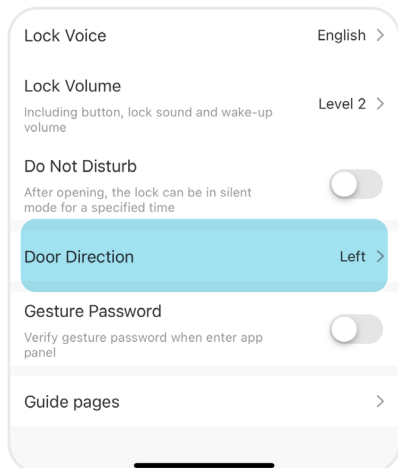 Lock Voice English
Lock Volume
Including button, lock sound and wake-up
volume
Level 2
Do Not Disturb
After opening, the lock can be in silent
mode for a specified time
Door Direction Left
Gesture Password
Verify gesture password when enter app
panel
Guide pages